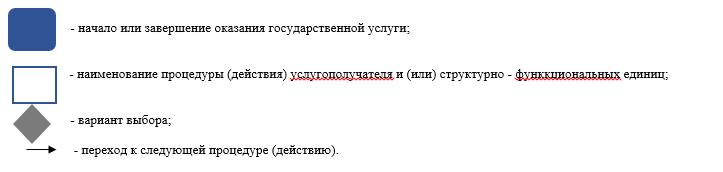 - начало или завершение оказания государственной услуги;
- наименование процедуры (действия) услугополучателя и (или) структурно - функкциональных единиц;
- вариант выбора;
- переход к следующей процедуре (действию).